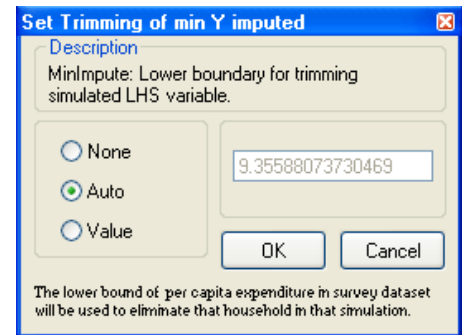 Set Trimming of min Y imputed
Description
MinImpute: Lower boundary for trimming
simulated LHS variable.
None
Auto
Value
9.35588073730469
OK
Cancel
The lower bound of per capita expenditure in survey dataset
will be used to eliminate that household in that simulation.